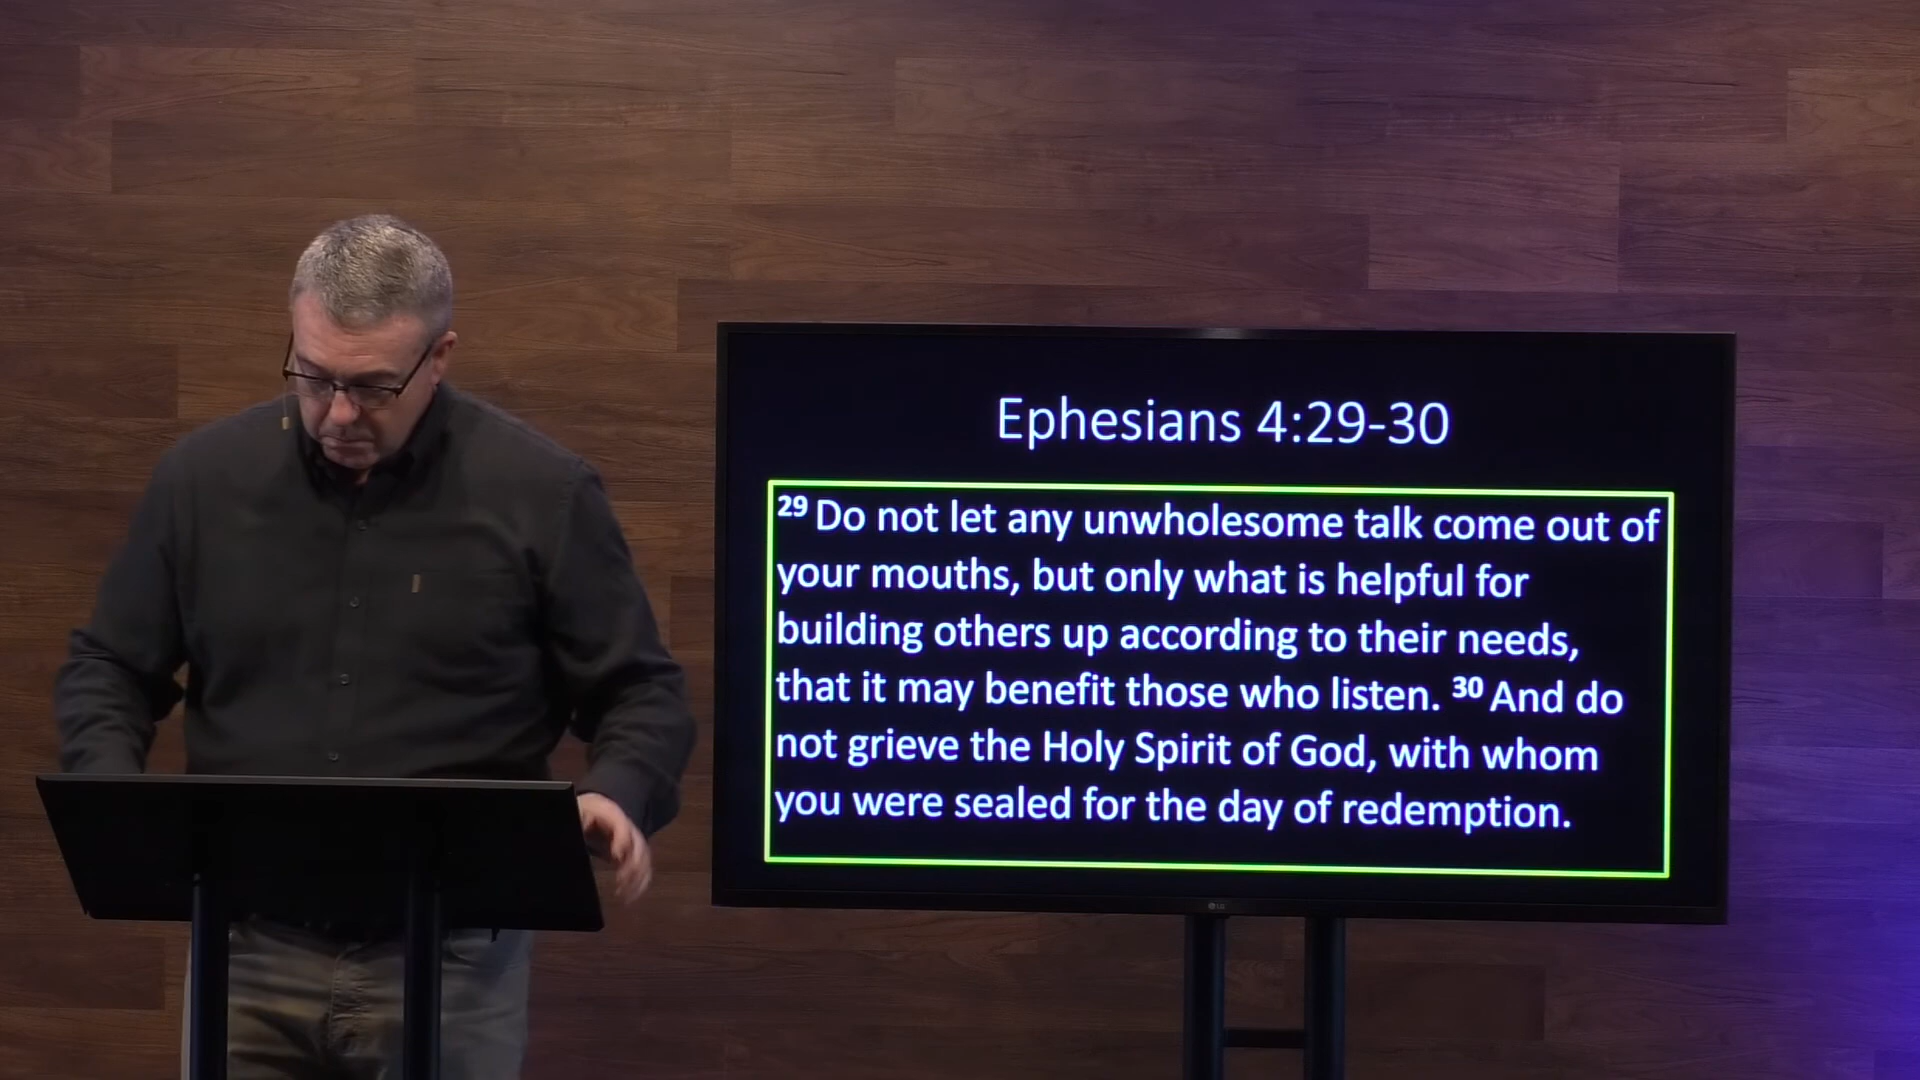 Ephesians 4:29-30
29 Do not let any unwholesome talk come out of
your mouths, but only what is helpful for
building others up according to their needs,
that it may benefit those who listen. 30 And do
not grieve the Holy Spirit of God, with whom
you were sealed for the day of redemption.
LG